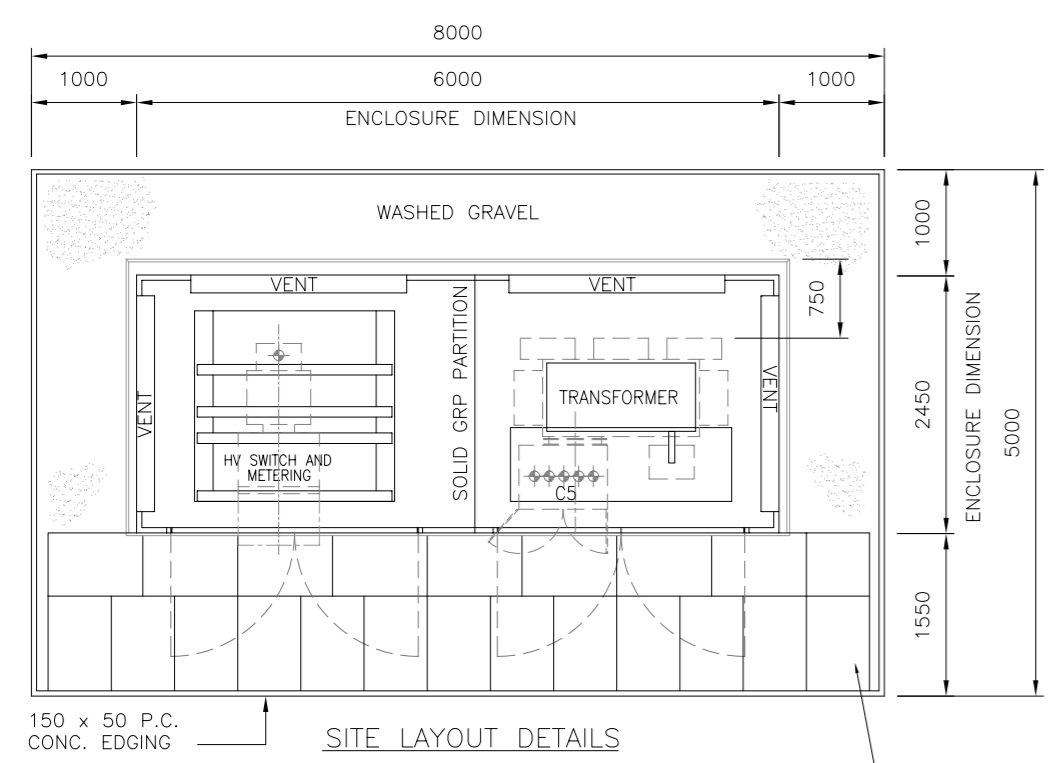 8000
1000
6000
1000
ENCLOSURE DIMENSION
WASHED GRAVEL
1000
VENT
VENT
750
SOLID GRP PARTITION
VENT
TRANSFORMER
VENT
2450
ENCLOSURE DIMENSION
5000
HV SWITCH AND
METERING
C5
1550
150 x 50 P.C.
CONC. EDGING
SITE LAYOUT DETAILS